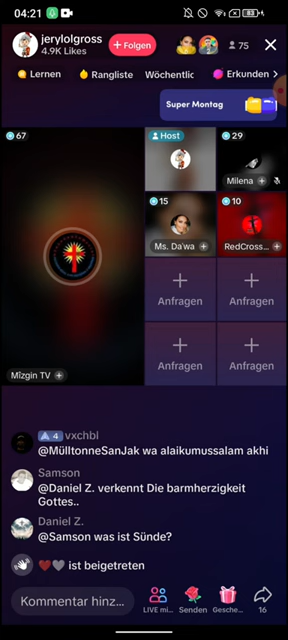 04:21
83
jerylolgross
4.9K Likes
+ Folgen
75
Lernen
Rangliste
Wöchentlic
Erkunden >
Super Montag
67
Host
29
Milena +
15
10
Ms. Da'wa +
RedCross...
+
Anfragen
+
Anfragen
+
Anfragen
+
Anfragen
Mîzgin TV +
4 vxchbl
@MülltonneSanJak wa alaikumussalam akhi
Samson
@Daniel Z. verkennt Die barmherzigkeit
Gottes..
Daniel Z.
@Samson was ist Sünde?
ist beigetreten
Kommentar hinz...
LIVE mi...
Senden
Gesche...
16